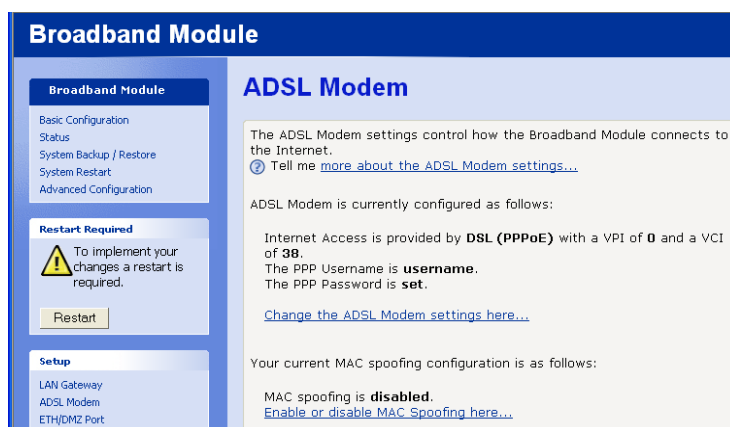 Broadband Module
Broadband Module
Basic Configuration
Status
System Backup / Restore
System Restart
Advanced Configuration
Restart Required
To implement your
changes a restart is
required.
Restart
Setup
LAN Gateway
ADSL Modem
ETH/DMZ Port
ADSL Modem
The ADSL Modem settings control how the Broadband Module connects to
the Internet.
Tell me more about the ADSL Modem settings...
ADSL Modem is currently configured as follows:
Internet Access is provided by DSL (PPPoE) with a VPI of 0 and a VCI
of 38.
The PPP Username is username.
The PPP Password is set.
Change the ADSL Modem settings here...
Your current MAC spoofing configuration is as follows:
MAC spoofing is disabled.
Enable or disable MAC Spoofing here...